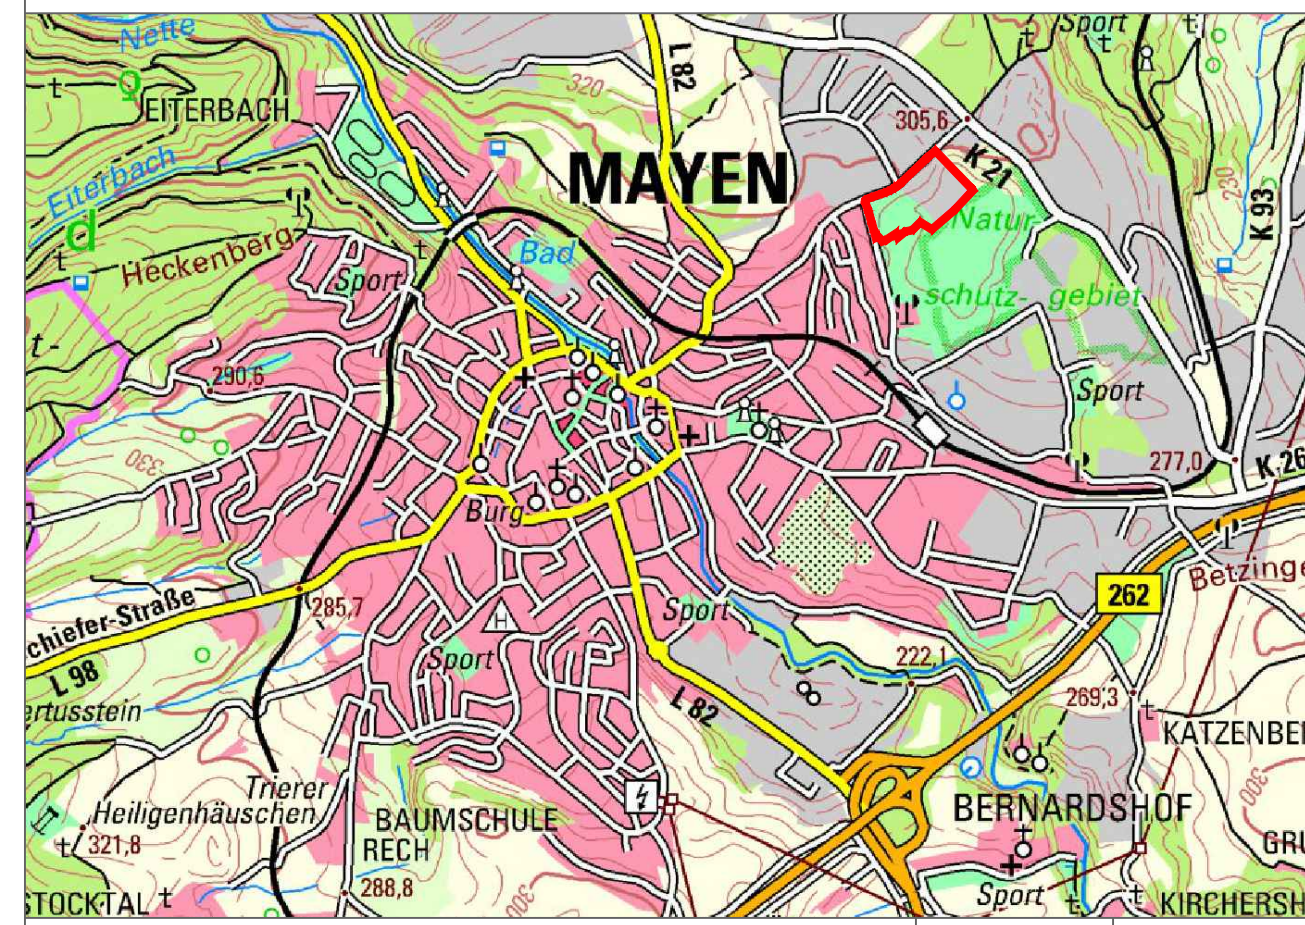 Nette
Sport
L 82
320
EITERBACH
305,6
MAYEN
K 21
Eiterbach
230
K 93
d
Natur-
Heckenberg
Bad
Sport
schutz- gebiet
t-
290,6
Sport
330
277,0
K 26
Burg
Betzinge
262
chiefer-Straße
285,7
Sport
H
Sport
222,1
L 98
269,3
L 82
ertusstein
KATZENBE
Trierer
Heiligenhäuschen
300
BERNARDSHOF
BAUMSCHULE
RECH
321,8
GRU
288,8
Sport
STOCKTAL
300
KIRCHERSH